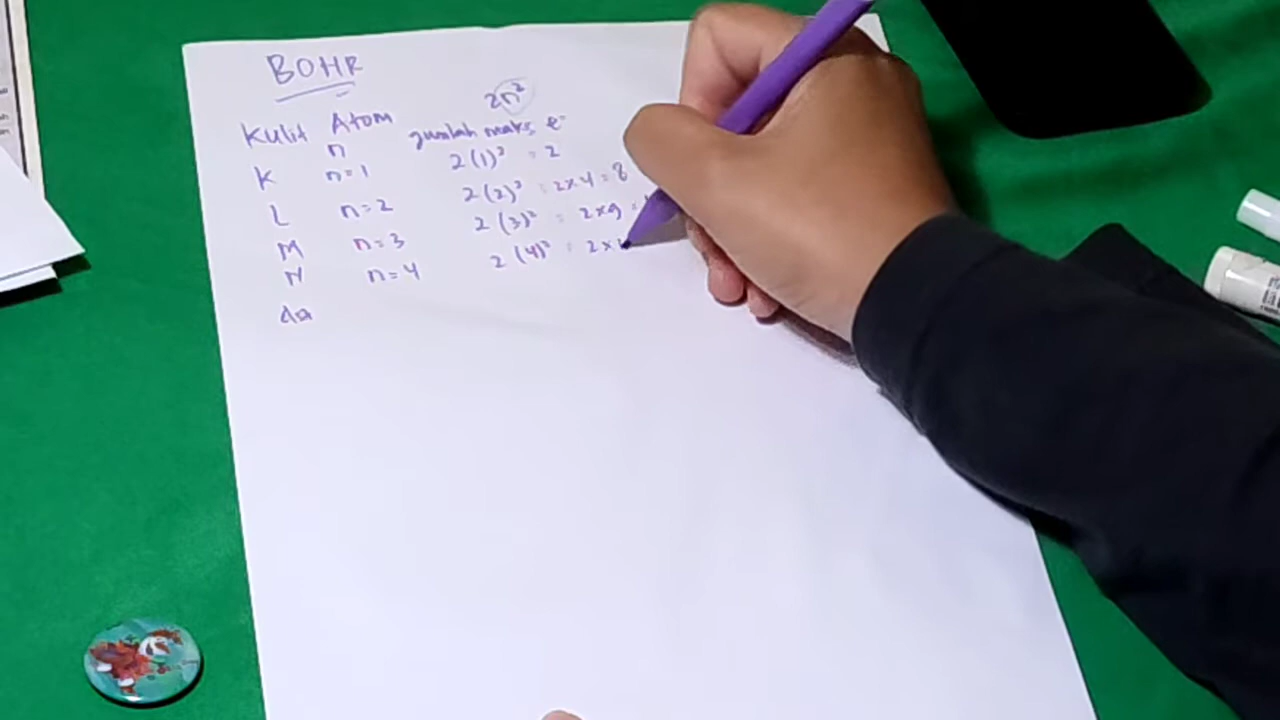 BOHR
2n²
Kulit Atom jumlah maks e⁻
n
K n=1 2(1)² = 2
L n=2 2(2)² = 2x4 = 8
M n=3 2(3)² = 2x9 =
N n=4 2(4)² = 2x
da